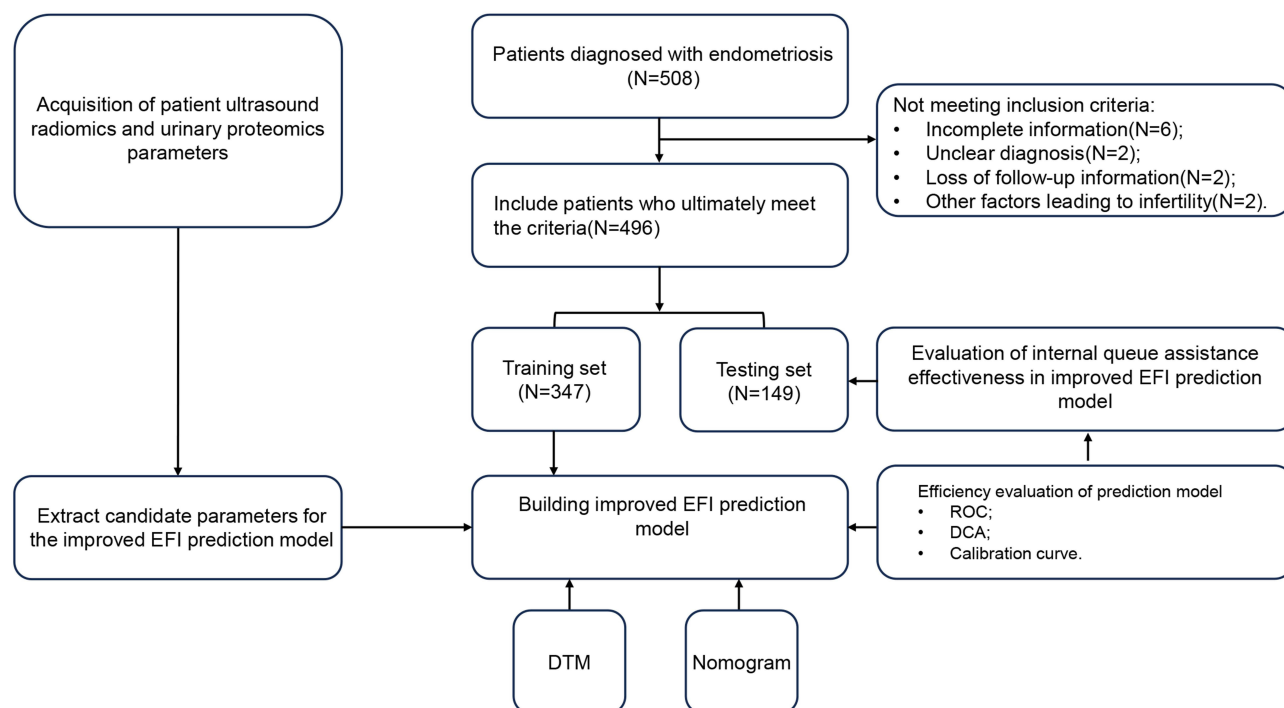 Acquisition of patient ultrasound
radiomics and urinary proteomics
parameters
Patients diagnosed with endometriosis
(N=508)
Not meeting inclusion criteria:
• Incomplete information(N=6);
• Unclear diagnosis(N=2);
• Loss of follow-up information(N=2);
• Other factors leading to infertility(N=2).
Include patients who ultimately meet
the criteria(N=496)
Training set
(N=347)
Testing set
(N=149)
Evaluation of internal queue assistance
effectiveness in improved EFI prediction
model
Extract candidate parameters for
the improved EFI prediction model
Building improved EFI prediction
model
Efficiency evaluation of prediction model
• ROC;
• DCA;
• Calibration curve.
DTM
Nomogram